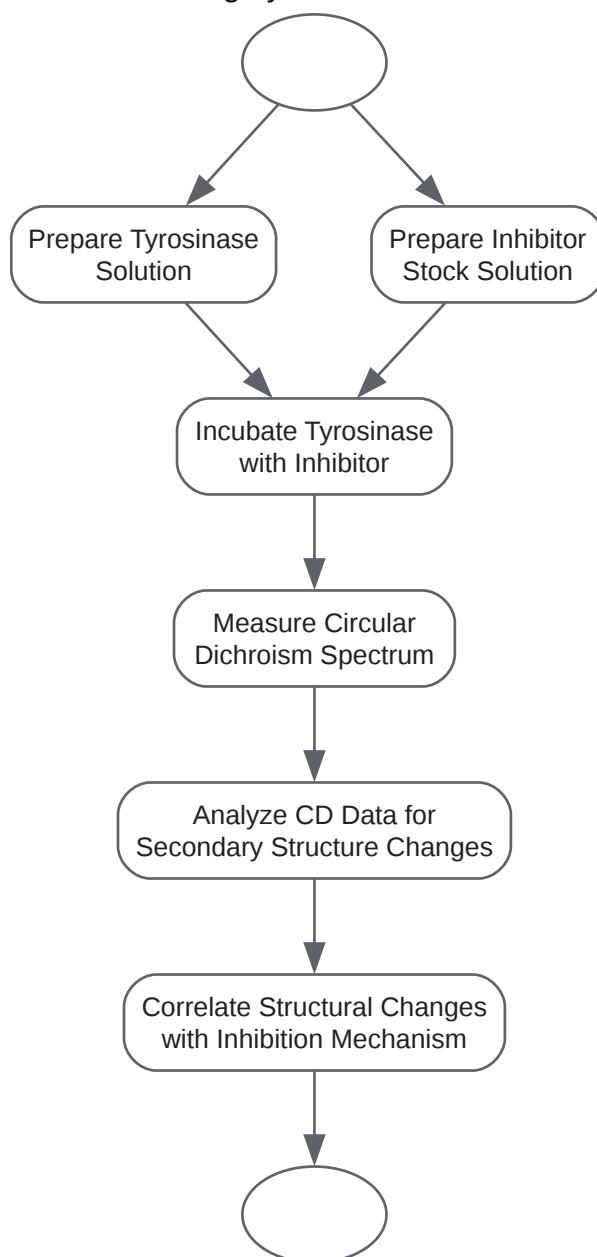 Prepare Tyrosinase
Solution
Prepare Inhibitor
Stock Solution
Incubate Tyrosinase
with Inhibitor
Measure Circular
Dichroism Spectrum
Analyze CD Data for
Secondary Structure Changes
Correlate Structural Changes
with Inhibition Mechanism